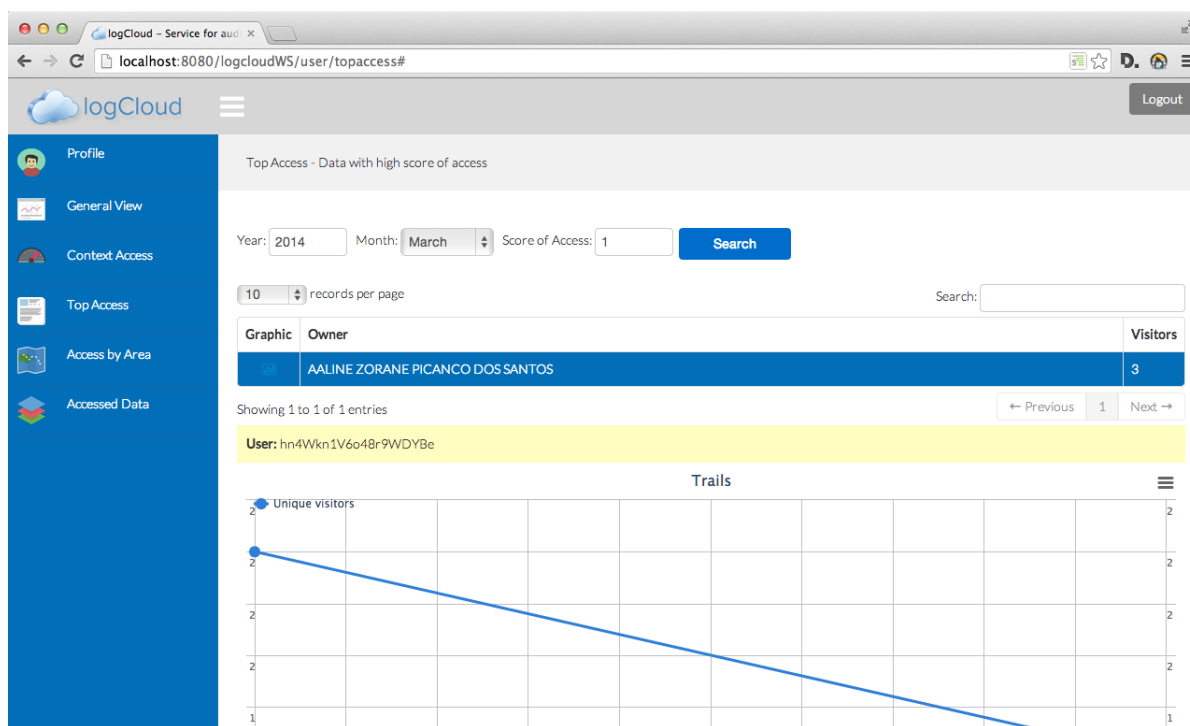 logCloud – Service for audi
localhost:8080/logcloudWS/user/topaccess#
D.
logCloud
Logout
Profile
General View
Context Access
Top Access
Access by Area
Accessed Data
Top Access - Data with high score of access
Year: 2014 Month: March Score of Access: 1 Search
10 records per page Search:
Graphic Owner Visitors
AALINE ZORANE PICANCO DOS SANTOS 3
Showing 1 to 1 of 1 entries ← Previous 1 Next →
User: hn4Wkn1V6o48r9WDYBe
Trails
Unique visitors
2 2
2 2
2 2
2 2
1 1